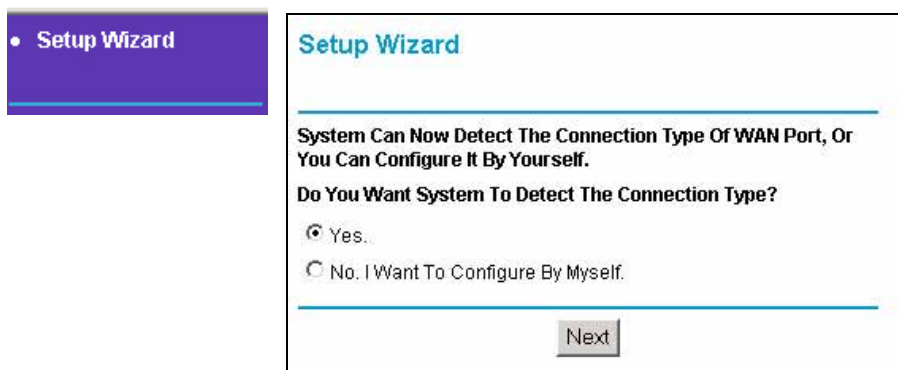 • Setup Wizard
Setup Wizard
System Can Now Detect The Connection Type Of WAN Port, Or
You Can Configure It By Yourself.
Do You Want System To Detect The Connection Type?
Yes.
No. I Want To Configure By Myself.
Next